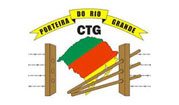 PORTEIRA DO RIO GRANDE
CTG